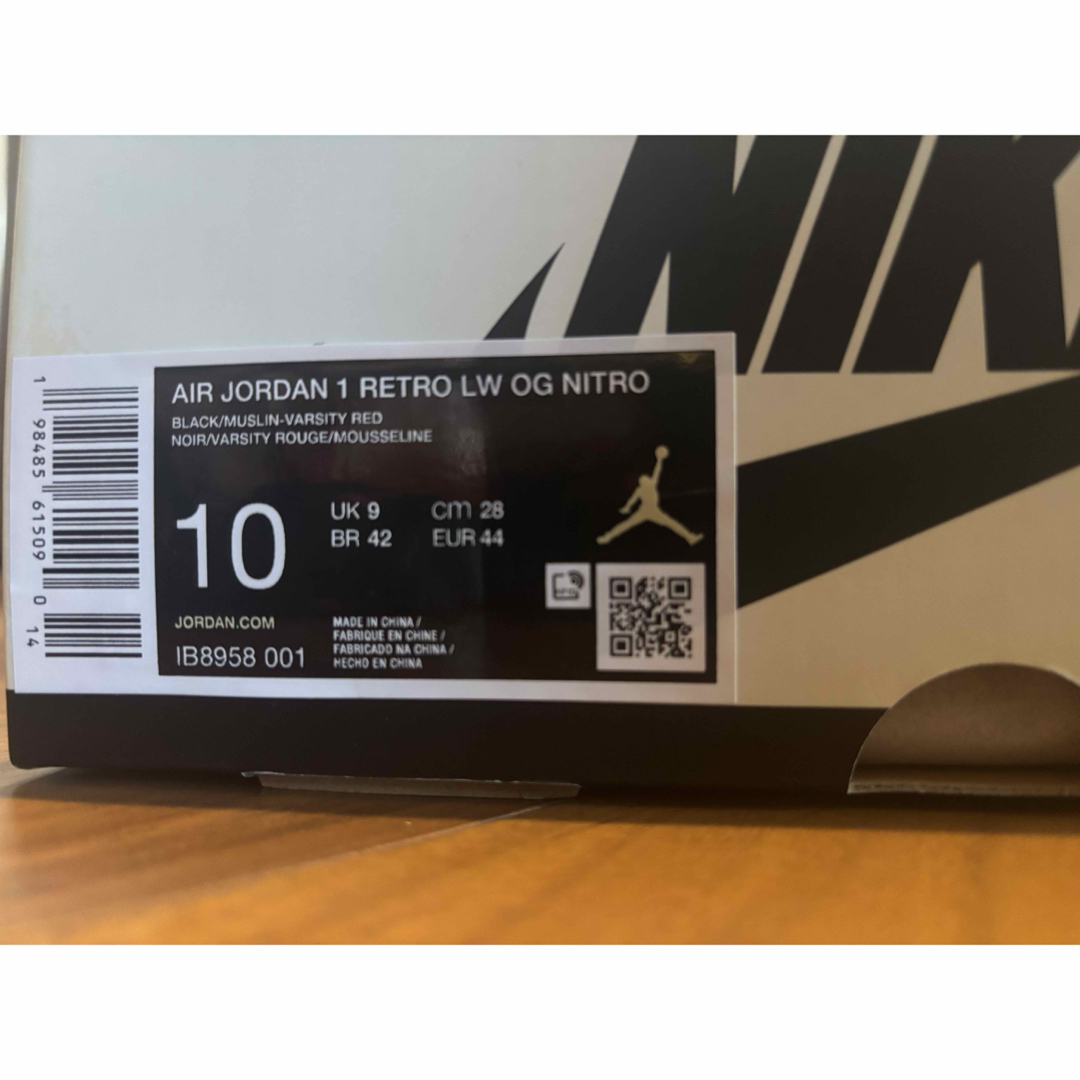 NIK
AIR JORDAN 1 RETRO LW OG NITRO
BLACK/MUSLIN-VARSITY RED
NOIR/VARSITY ROUGE/MOUSSELINE
10
UK 9 cm 28
BR 42 EUR 44
JORDAN.COM
IB8958 001
MADE IN CHINA /
FABRIQUE EN CHINE /
FABRICADO NA CHINA /
HECHO EN CHINA
1 98485 61509 0 14